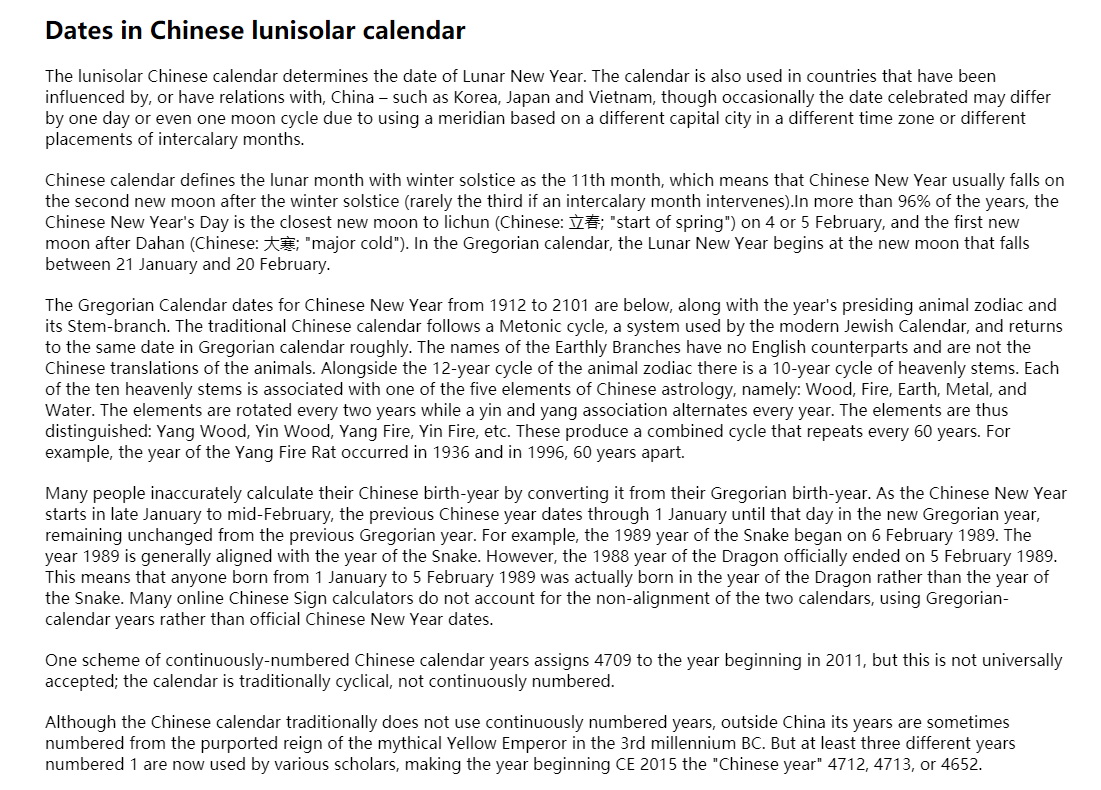 Dates in Chinese lunisolar calendar
The lunisolar Chinese calendar determines the date of Lunar New Year. The calendar is also used in countries that have been
influenced by, or have relations with, China – such as Korea, Japan and Vietnam, though occasionally the date celebrated may differ
by one day or even one moon cycle due to using a meridian based on a different capital city in a different time zone or different
placements of intercalary months.
Chinese calendar defines the lunar month with winter solstice as the 11th month, which means that Chinese New Year usually falls on
the second new moon after the winter solstice (rarely the third if an intercalary month intervenes).In more than 96% of the years, the
Chinese New Year's Day is the closest new moon to lichun (Chinese: 立春; "start of spring") on 4 or 5 February, and the first new
moon after Dahan (Chinese: 大寒; "major cold"). In the Gregorian calendar, the Lunar New Year begins at the new moon that falls
between 21 January and 20 February.
The Gregorian Calendar dates for Chinese New Year from 1912 to 2101 are below, along with the year's presiding animal zodiac and
its Stem-branch. The traditional Chinese calendar follows a Metonic cycle, a system used by the modern Jewish Calendar, and returns
to the same date in Gregorian calendar roughly. The names of the Earthly Branches have no English counterparts and are not the
Chinese translations of the animals. Alongside the 12-year cycle of the animal zodiac there is a 10-year cycle of heavenly stems. Each
of the ten heavenly stems is associated with one of the five elements of Chinese astrology, namely: Wood, Fire, Earth, Metal, and
Water. The elements are rotated every two years while a yin and yang association alternates every year. The elements are thus
distinguished: Yang Wood, Yin Wood, Yang Fire, Yin Fire, etc. These produce a combined cycle that repeats every 60 years. For
example, the year of the Yang Fire Rat occurred in 1936 and in 1996, 60 years apart.
Many people inaccurately calculate their Chinese birth-year by converting it from their Gregorian birth-year. As the Chinese New Year
starts in late January to mid-February, the previous Chinese year dates through 1 January until that day in the new Gregorian year,
remaining unchanged from the previous Gregorian year. For example, the 1989 year of the Snake began on 6 February 1989. The
year 1989 is generally aligned with the year of the Snake. However, the 1988 year of the Dragon officially ended on 5 February 1989.
This means that anyone born from 1 January to 5 February 1989 was actually born in the year of the Dragon rather than the year of
the Snake. Many online Chinese Sign calculators do not account for the non-alignment of the two calendars, using Gregorian-
calendar years rather than official Chinese New Year dates.
One scheme of continuously-numbered Chinese calendar years assigns 4709 to the year beginning in 2011, but this is not universally
accepted; the calendar is traditionally cyclical, not continuously numbered.
Although the Chinese calendar traditionally does not use continuously numbered years, outside China its years are sometimes
numbered from the purported reign of the mythical Yellow Emperor in the 3rd millennium BC. But at least three different years
numbered 1 are now used by various scholars, making the year beginning CE 2015 the "Chinese year" 4712, 4713, or 4652.